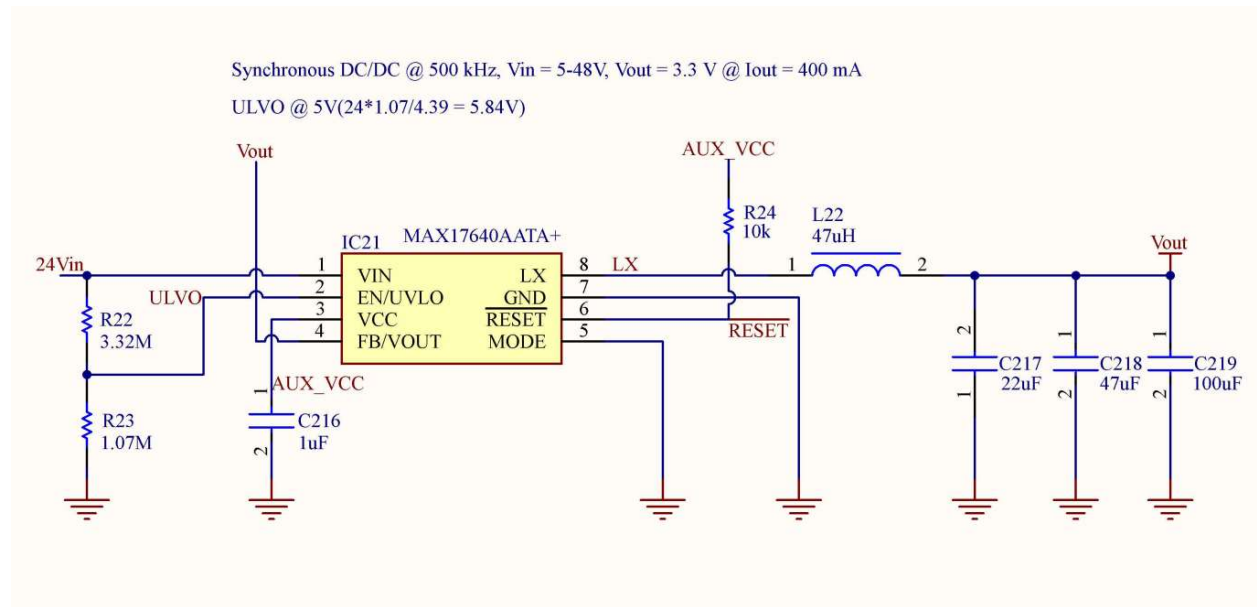 Synchronous DC/DC @ 500 kHz, Vin = 5-48V, Vout = 3.3 V @ Iout = 400 mA
ULVO @ 5V(24*1.07/4.39 = 5.84V)
Vout
AUX_VCC
R24
10k
L22
47uH
IC21
MAX17640AATA+
Vout
24Vin
1
VIN
LX
8
LX
1
2
ULVO
2
EN/UVLO
GND
7
3
VCC
RESET
6
RESET
4
FB/VOUT
MODE
5
R22
3.32M
AUX_VCC
1
C216
1uF
2
R23
1.07M
2
C217
22uF
1
1
C218
47uF
2
1
C219
100uF
2